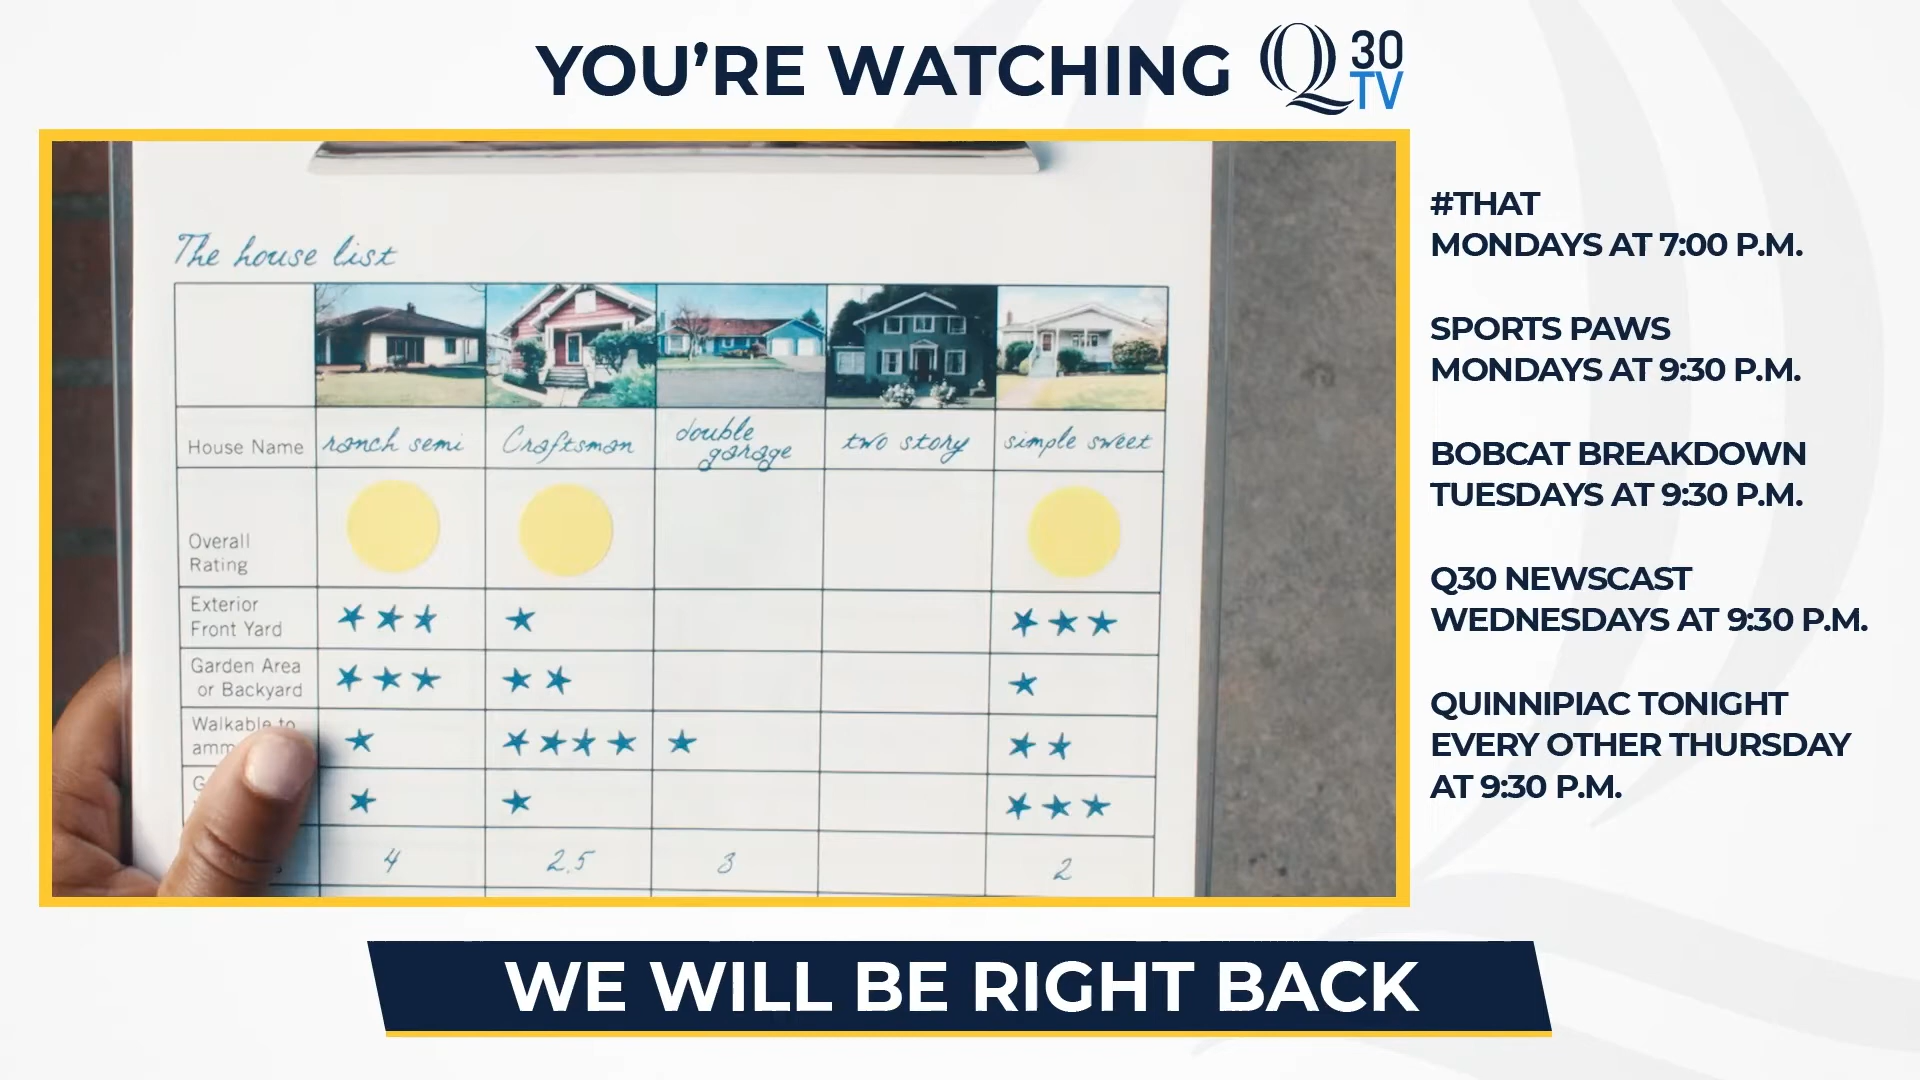 YOU'RE WATCHING Q30 TV
The house list
House Name ranch semi Craftsman double garage two story simple sweet
Overall
Rating
Exterior
Front Yard
Garden Area
or Backyard
Walkable to
4 2.5 3 2
#THAT
MONDAYS AT 7:00 P.M.
SPORTS PAWS
MONDAYS AT 9:30 P.M.
BOBCAT BREAKDOWN
TUESDAYS AT 9:30 P.M.
Q30 NEWSCAST
WEDNESDAYS AT 9:30 P.M.
QUINNIPIAC TONIGHT
EVERY OTHER THURSDAY
AT 9:30 P.M.
WE WILL BE RIGHT BACK